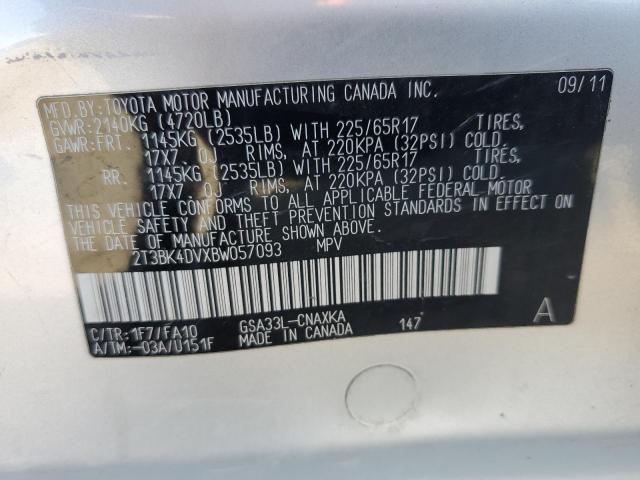 MFD. BY: TOYOTA MOTOR MANUFACTURING CANADA INC. 09/11
GVWR: 2140KG (4720LB)
GAWR: FRT. 1145KG (2535LB) WITH 225/65R17 TIRES,
17X7 0J RIMS, AT 220KPA (32PSI) COLD.
RR. 1145KG (2535LB) WITH 225/65R17 TIRES,
17X7 0J RIMS, AT 220KPA (32PSI) COLD.
THIS VEHICLE CONFORMS TO ALL APPLICABLE FEDERAL MOTOR
VEHICLE SAFETY AND THEFT PREVENTION STANDARDS IN EFFECT ON
THE DATE OF MANUFACTURE SHOWN ABOVE.
2T3BK4DVXBW057093 MPV
C/TR: 1F7/FA10 GSA33L-CNAXKA 147 A
A/TM: -03A/U151F MADE IN CANADA